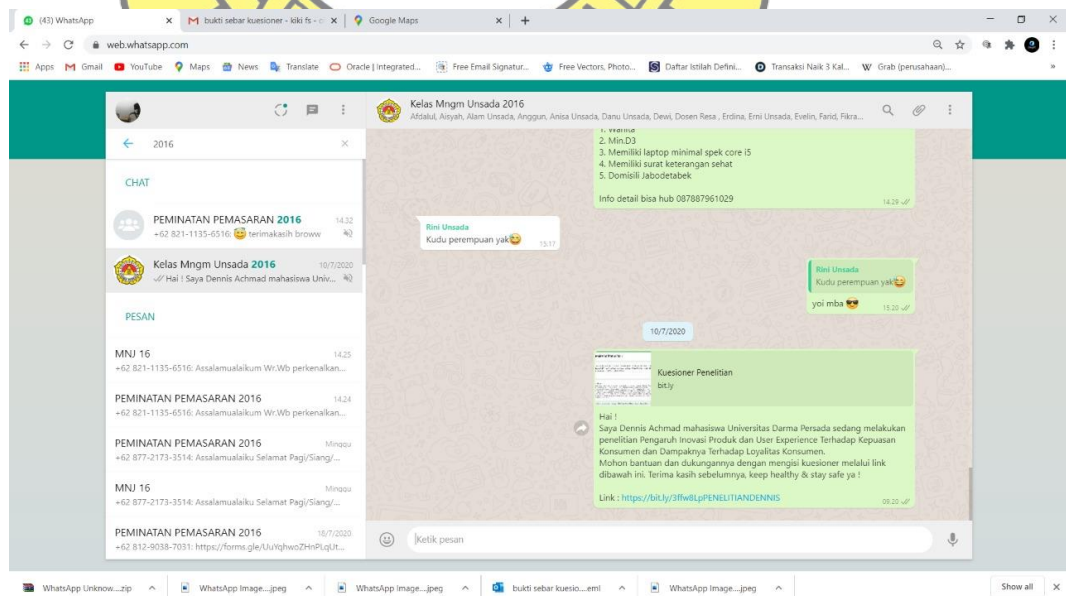 (43) WhatsApp
bukti sebar kuesioner - kiki fs - c
Google Maps
web.whatsapp.com
Apps
Gmail
YouTube
Maps
News
Translate
Oracle | Integrated...
Free Email Signatur...
Free Vectors, Photo...
Daftar Istilah Defini...
Transaksi Naik 3 Kal...
Grab (perusahaan)...
2016
CHAT
PEMINATAN PEMASARAN 2016 14.32
+62 821-1135-6516: 😅 terimakasih broww
Kelas Mngm Unsada 2016 10/7/2020
Hai ! Saya Dennis Achmad mahasiswa Univ...
PESAN
MNJ 16 14.25
+62 821-1135-6516: Assalamualaikum Wr.Wb perkenalkan...
PEMINATAN PEMASARAN 2016 14.24
+62 821-1135-6516: Assalamualaikum Wr.Wb perkenalkan...
PEMINATAN PEMASARAN 2016 Minggu
+62 877-2173-3514: Assalamualaiku Selamat Pagi/Siang/...
MNJ 16 Minggu
+62 877-2173-3514: Assalamualaiku Selamat Pagi/Siang/...
PEMINATAN PEMASARAN 2016 18/7/2020
Kelas Mngm Unsada 2016
Afdalul, Aisyah, Alam Unsada, Anggun, Anisa Unsada, Danu Unsada, Dewi, Dosen Resa , Erdina, Erni Unsada, Evelin, Farid, Fikra...
1. Wanita
2. Min.D3
3. Memiliki laptop minimal spek core i5
4. Memiliki surat keterangan sehat
5. Domisili Jabodetabek
Info detail bisa hub 087887961029
14.29
Rini Unsada
Kudu perempuan yak😅
15.17
Rini Unsada
Kudu perempuan yak😅
yoi mba 😎
15.20
10/7/2020
Kuesioner Penelitian
bit.ly
Hai !
Saya Dennis Achmad mahasiswa Universitas Darma Persada sedang melakukan
penelitian Pengaruh Inovasi Produk dan User Experience Terhadap Kepuasan
Konsumen dan Dampaknya Terhadap Loyalitas Konsumen.
Mohon bantuan dan dukungannya dengan mengisi kuesioner melalui link
dibawah ini. Terima kasih sebelumnya, keep healthy & stay safe ya !
Link : https://bit.ly/3ffw8LpPENELITIANDENNIS
09.20
Ketik pesan
WhatsApp Unknow....zip
WhatsApp Image....jpeg
WhatsApp Image....jpeg
bukti sebar kuesio....eml
WhatsApp Image....jpeg
Show all